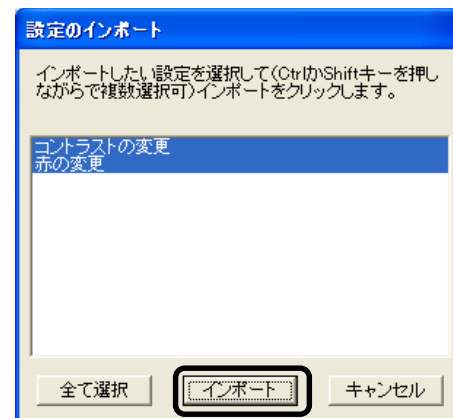 設定のインポート
インポートしたい設定を選択して(CtrlかShiftキーを押し
ながらで複数選択可)インポートをクリックします。
コントラストの変更
赤の変更
全て選択 インポート キャンセル